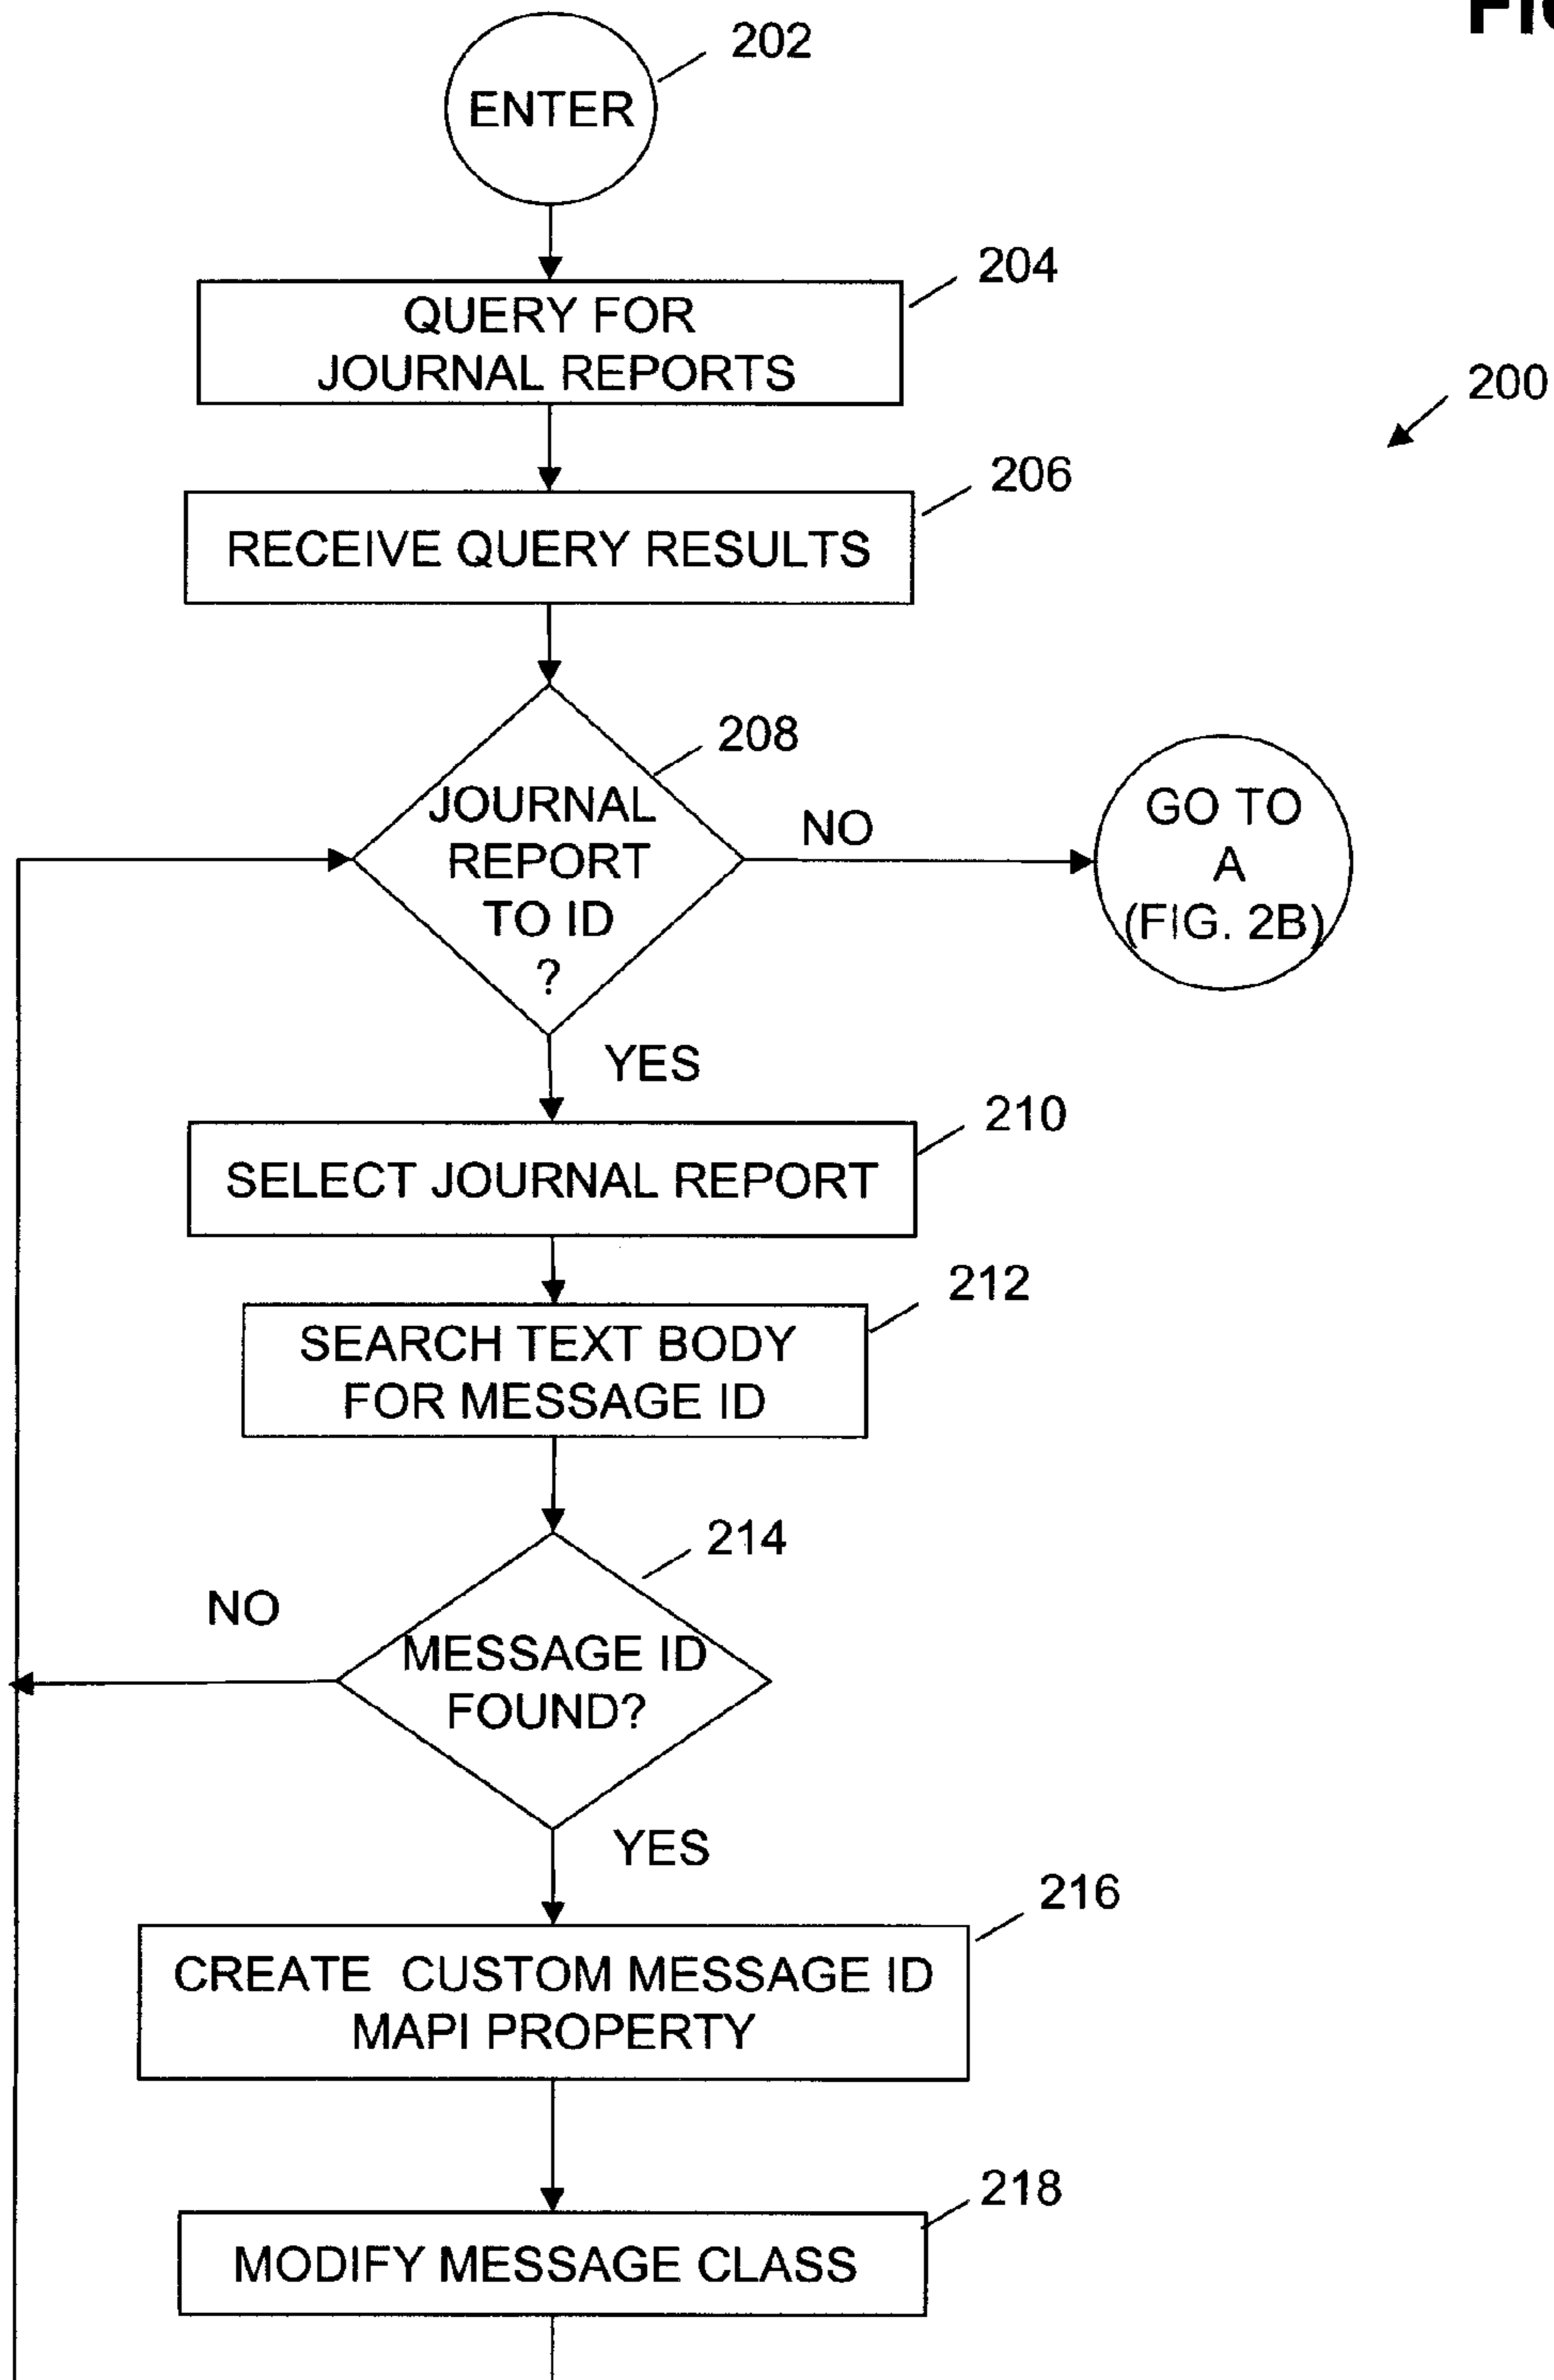 202
ENTER
204
QUERY FOR
JOURNAL REPORTS
200
206
RECEIVE QUERY RESULTS
208
JOURNAL
REPORT
TO ID
?
NO
GO TO
A
(FIG. 2B)
YES
210
SELECT JOURNAL REPORT
212
SEARCH TEXT BODY
FOR MESSAGE ID
214
NO
MESSAGE ID
FOUND?
YES
216
CREATE CUSTOM MESSAGE ID
MAPI PROPERTY
218
MODIFY MESSAGE CLASS